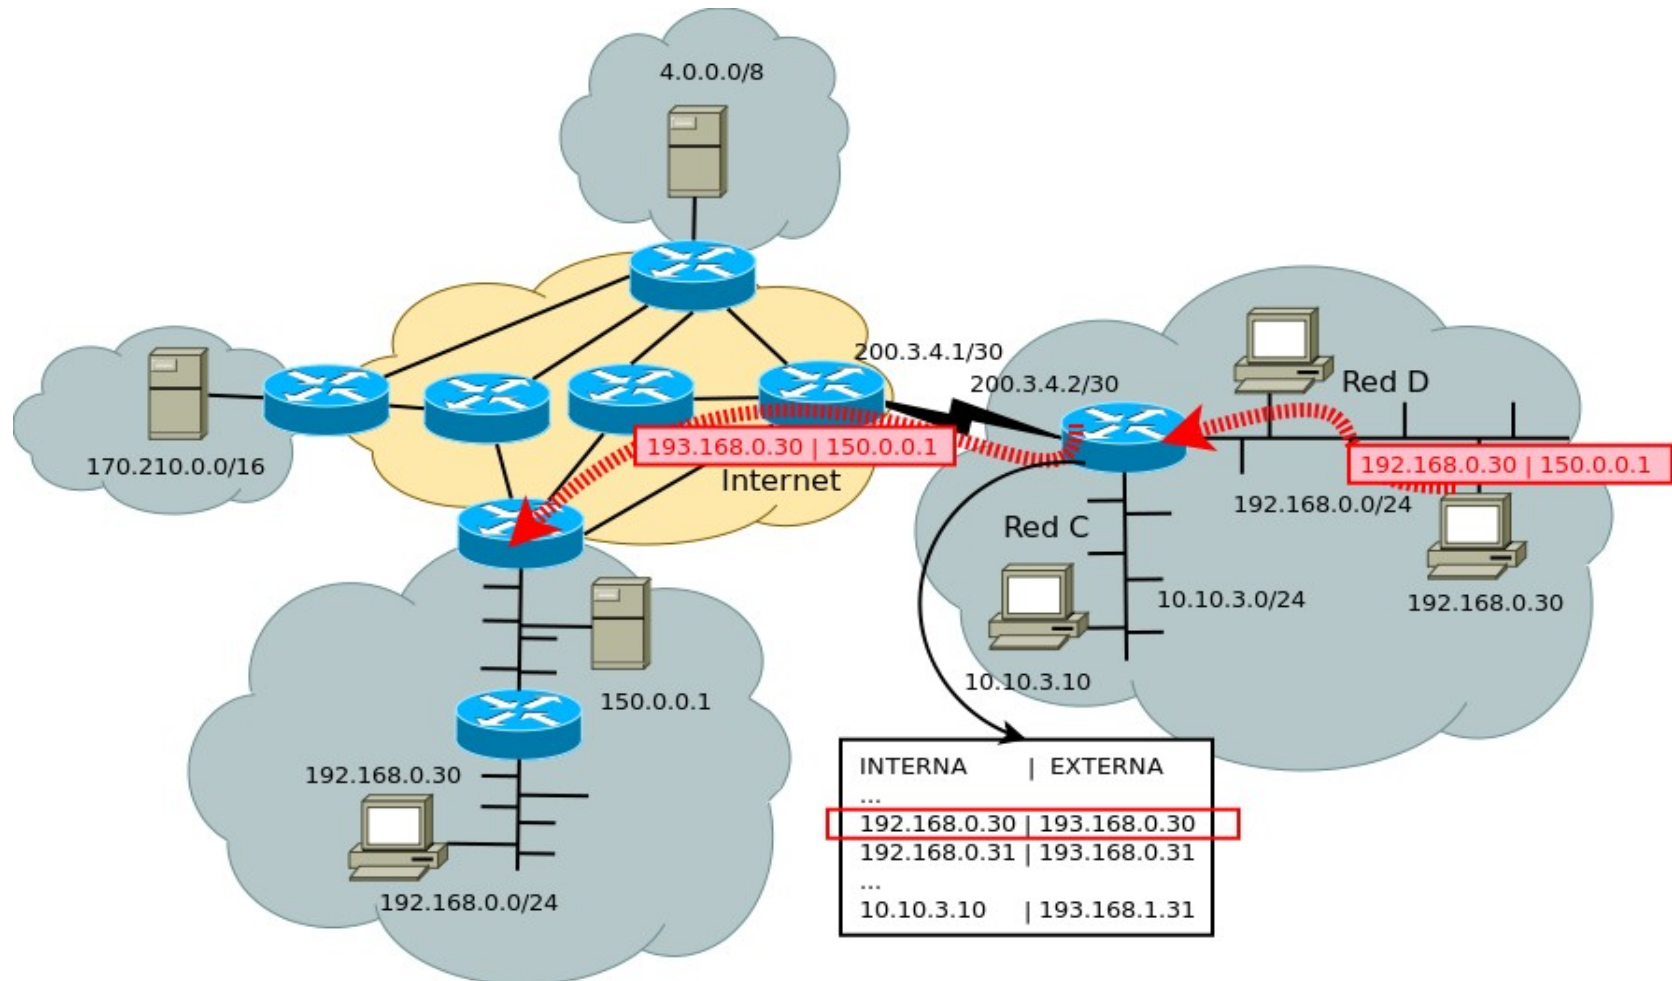 4.0.0.0/8
200.3.4.1/30
200.3.4.2/30
Red D
193.168.0.30 | 150.0.0.1
192.168.0.30 | 150.0.0.1
170.210.0.0/16
Internet
192.168.0.0/24
Red C
10.10.3.0/24
192.168.0.30
10.10.3.10
150.0.0.1
192.168.0.30
192.168.0.0/24
INTERNA | EXTERNA
...
192.168.0.30 | 193.168.0.30
192.168.0.31 | 193.168.0.31
...
10.10.3.10 | 193.168.1.31